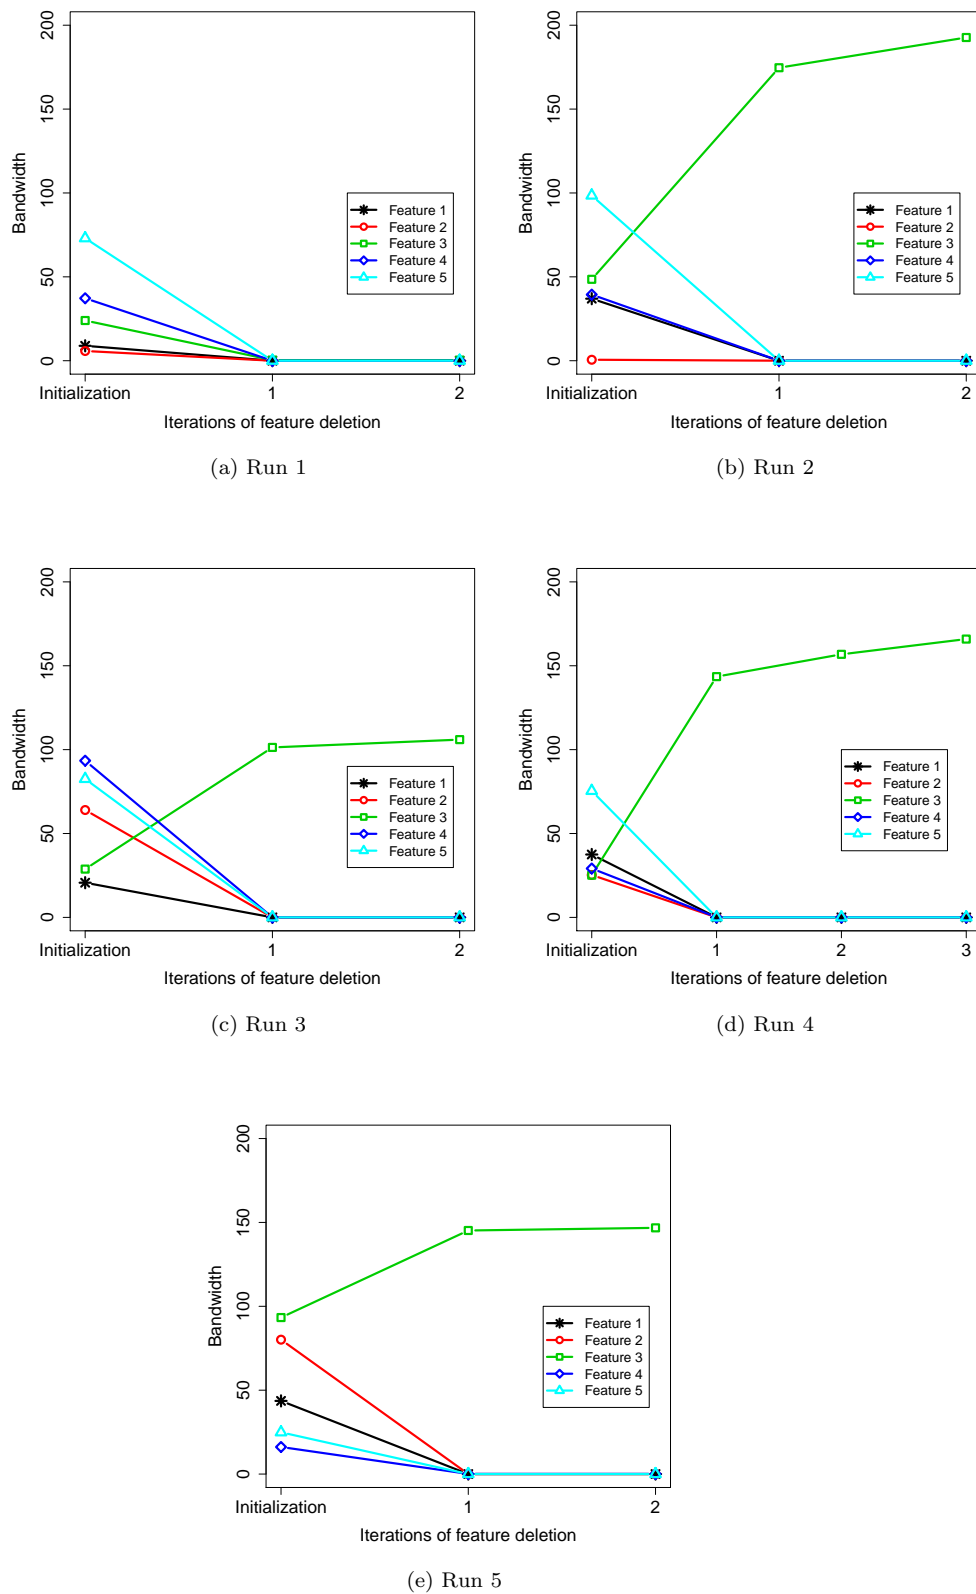 200
150
100
50
0
Bandwidth
Feature 1
Feature 2
Feature 3
Feature 4
Feature 5
Initialization 1 2
Iterations of feature deletion
(a) Run 1
200
150
100
50
0
Bandwidth
Feature 1
Feature 2
Feature 3
Feature 4
Feature 5
Initialization 1 2
Iterations of feature deletion
(b) Run 2
200
150
100
50
0
Bandwidth
Feature 1
Feature 2
Feature 3
Feature 4
Feature 5
Initialization 1 2
Iterations of feature deletion
(c) Run 3
200
150
100
50
0
Bandwidth
Feature 1
Feature 2
Feature 3
Feature 4
Feature 5
Initialization 1 2 3
Iterations of feature deletion
(d) Run 4
200
150
100
50
0
Bandwidth
Feature 1
Feature 2
Feature 3
Feature 4
Feature 5
Initialization 1 2
Iterations of feature deletion
(e) Run 5